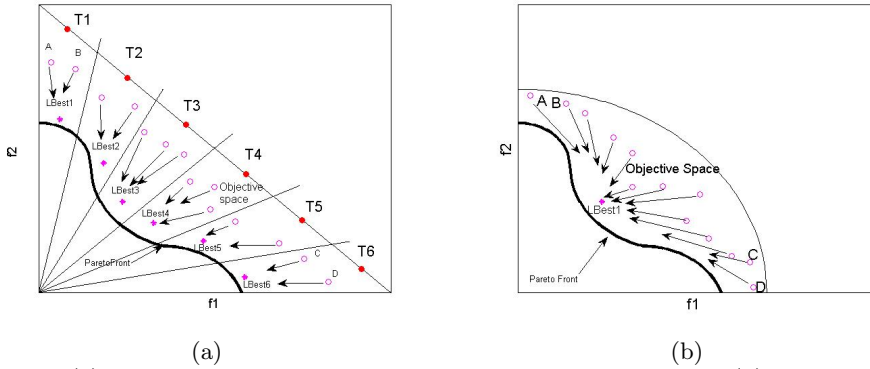 T1
A
B
T2
LBest1
T3
LBest2
T4
f2
LBest3
Objective
space
LBest4
T5
LBest5
ParetoFront
C
T6
D
LBest6
f1
(a)
A B
Objective Space
f2
LBest1
C
Pareto Front
D
f1
(b)